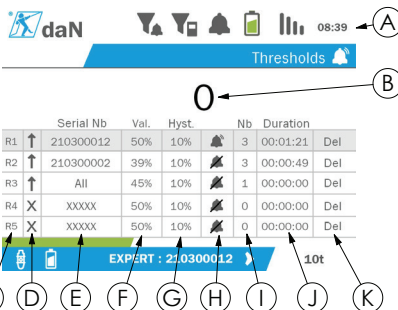 daN 08:39 A
Thresholds
0 B
Serial Nb Val. Hyst. Nb Duration
R1 ↑ 210300012 50% 10% 3 00:01:21 Del
R2 ↑ 210300002 39% 10% 3 00:00:49 Del
R3 ↑ All 45% 10% 1 00:00:00 Del
R4 X XXXXX 50% 10% 0 00:00:00 Del
R5 X XXXXX 50% 10% 0 00:00:00 Del
EXPERT : 210300012 10t
D E F G H I J K